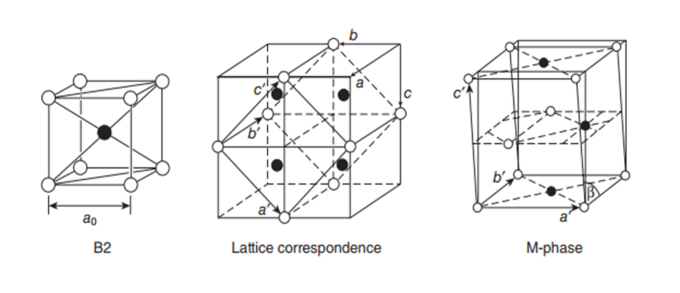 a₀
B2
b
a
c
c'
b'
a'
Lattice correspondence
c'
b'
β
a'
M-phase